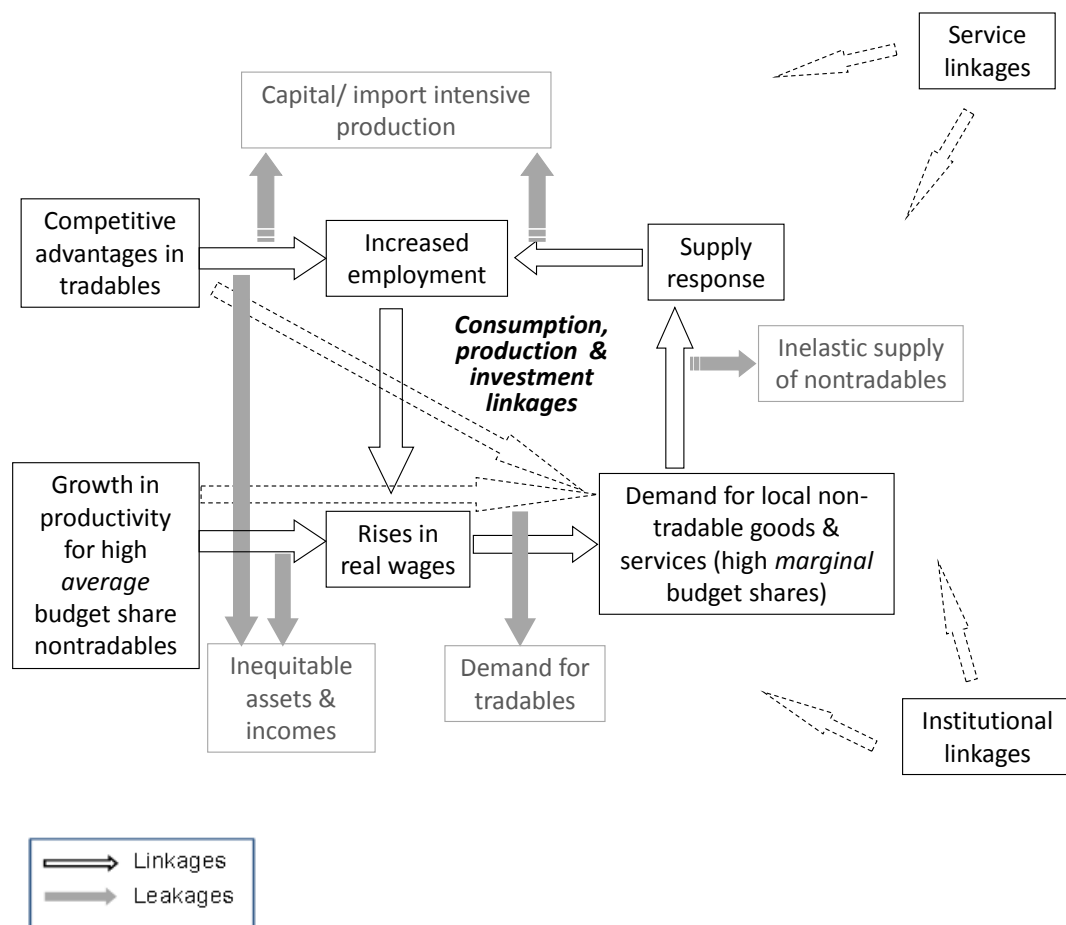 Service
linkages
Capital/ import intensive
production
Competitive
advantages in
tradables
Increased
employment
Supply
response
Consumption,
production &
investment
linkages
Inelastic supply
of nontradables
Growth in
productivity
for high
average
budget share
nontradables
Rises in
real wages
Demand for local non-
tradable goods &
services (high marginal
budget shares)
Inequitable
assets &
incomes
Demand for
tradables
Institutional
linkages
Linkages
Leakages